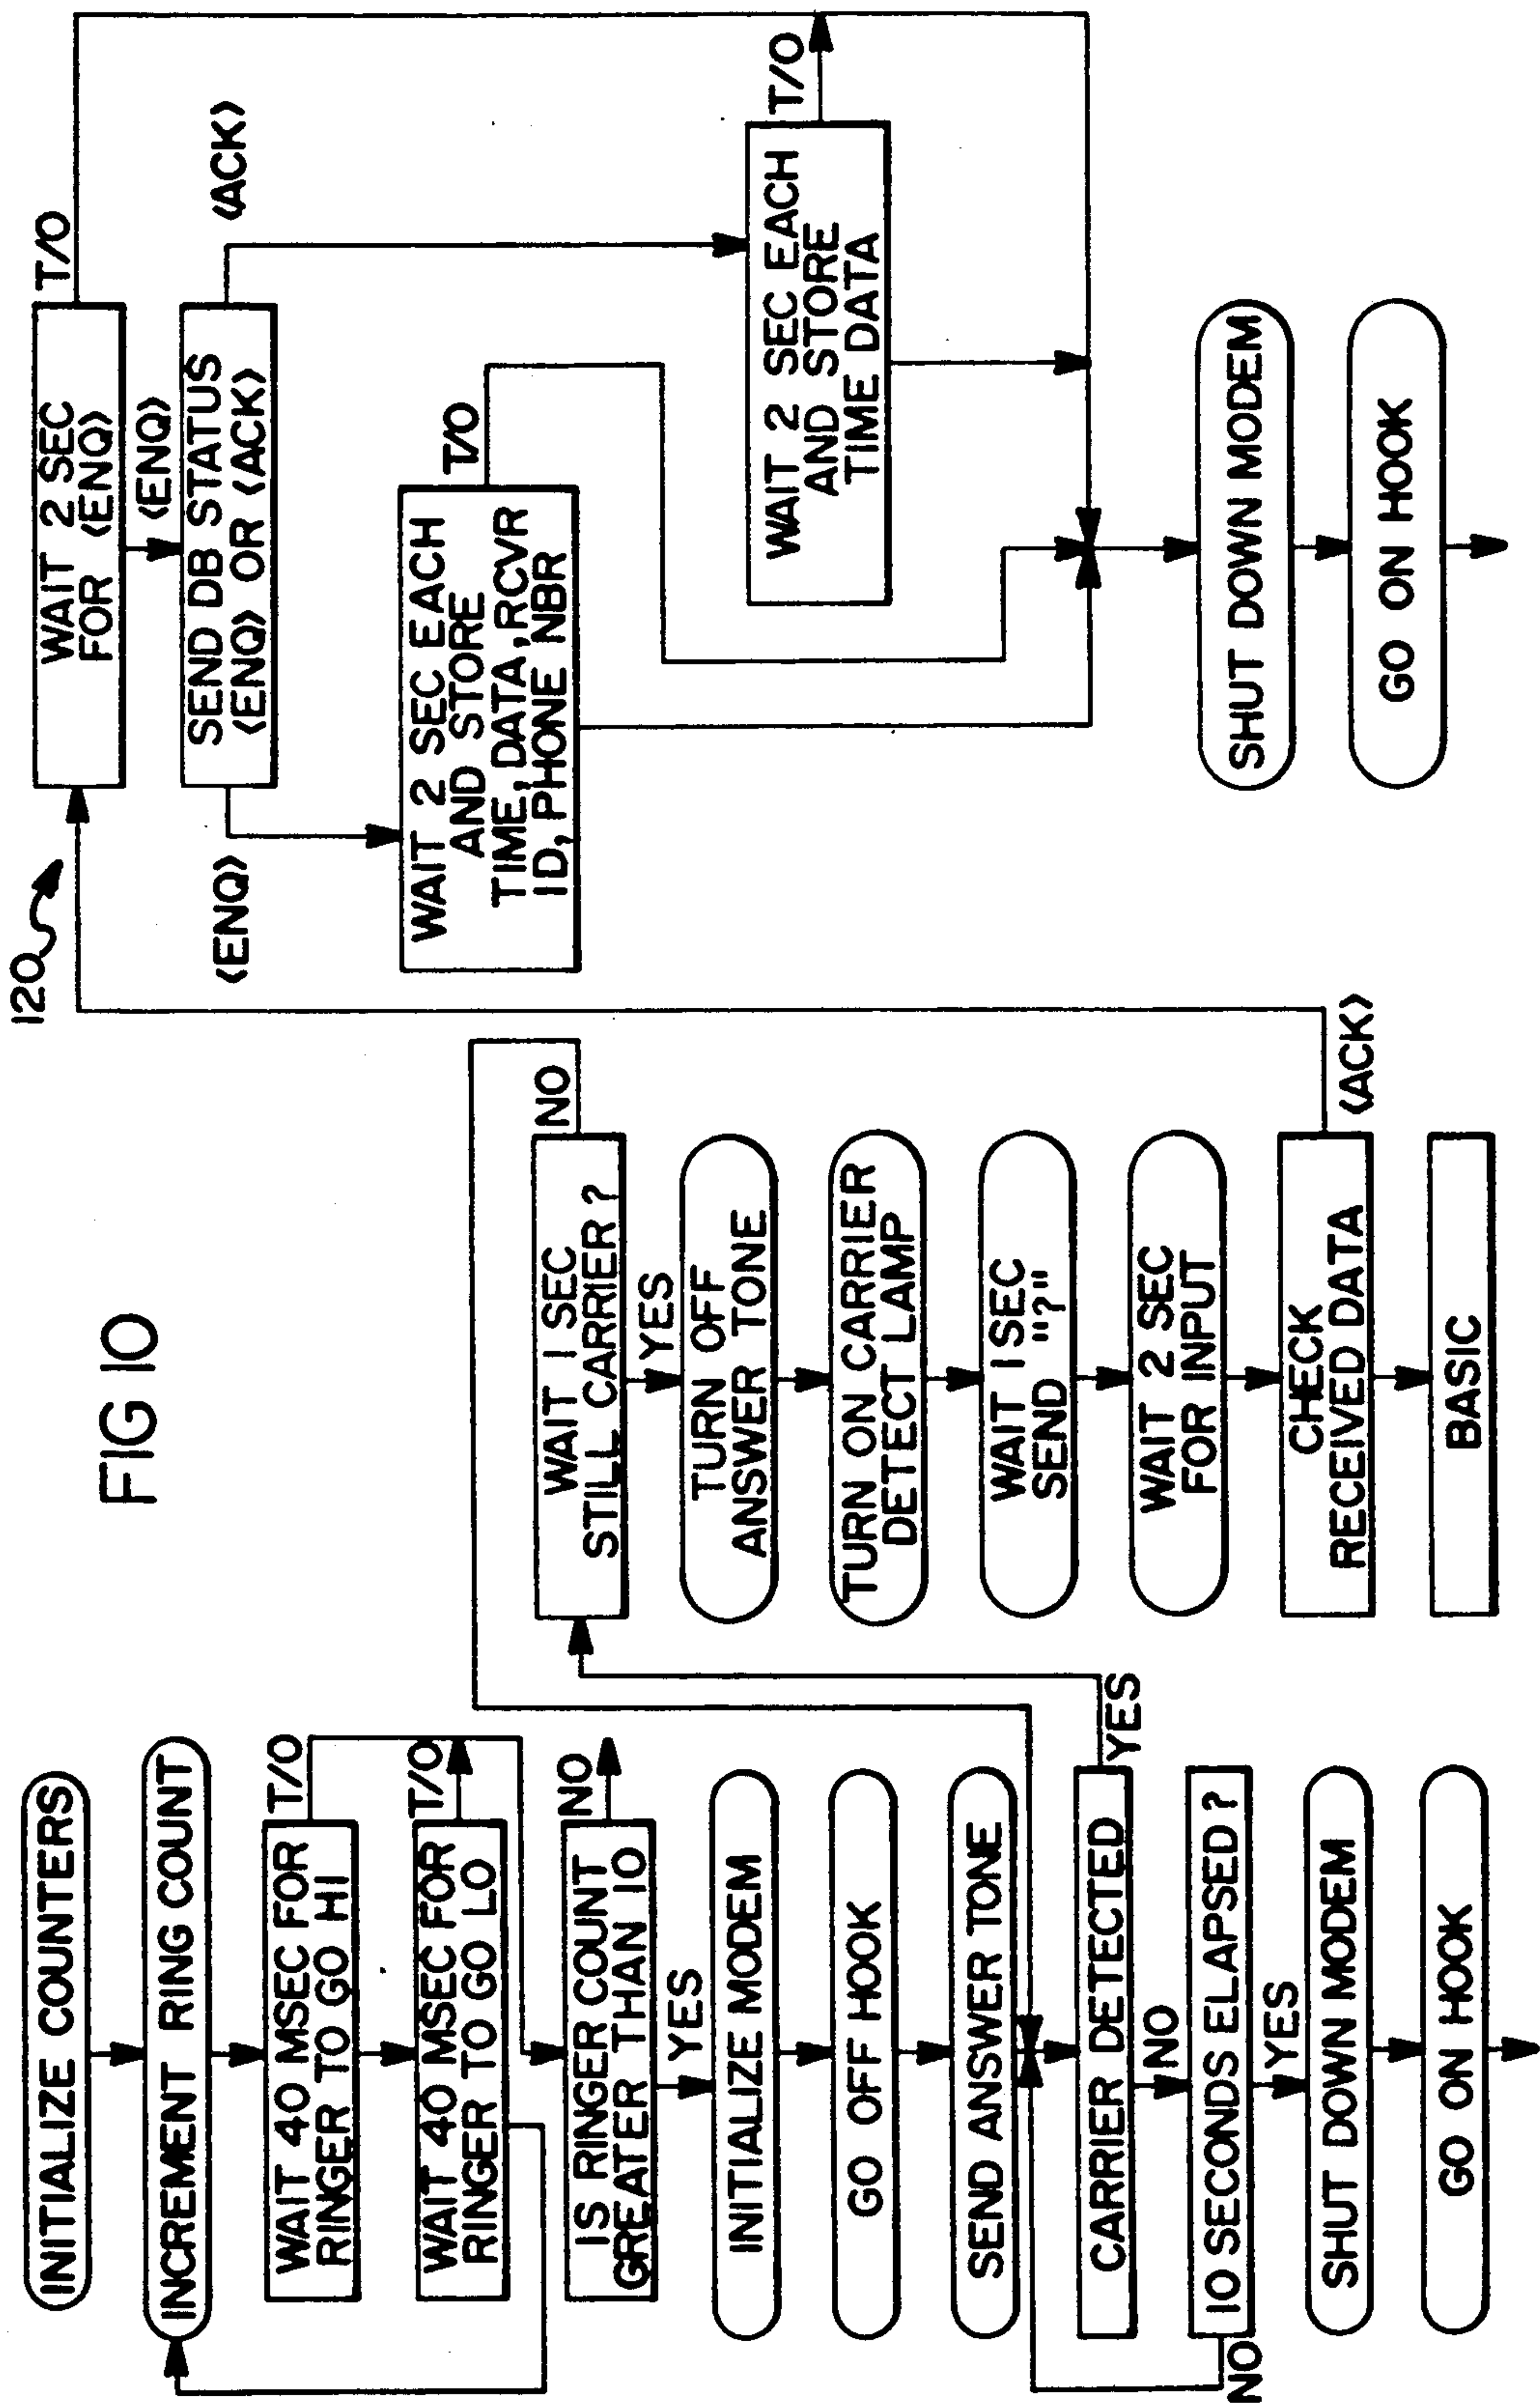 FIG 10
INITIALIZE COUNTERS
INCREMENT RING COUNT
WAIT 40 MSEC FOR
RINGER TO GO HI
T/O
WAIT 40 MSEC FOR
RINGER TO GO LO
T/O
IS RINGER COUNT
GREATER THAN 10
NO
YES
INITIALIZE MODEM
GO OFF HOOK
SEND ANSWER TONE
CARRIER DETECTED
YES
NO
10 SECONDS ELAPSED?
NO
YES
SHUT DOWN MODEM
GO ON HOOK
WAIT 1 SEC
STILL CARRIER?
NO
YES
TURN OFF
ANSWER TONE
TURN ON CARRIER
DETECT LAMP
WAIT 1SEC
SEND "?"
WAIT 2 SEC
FOR INPUT
CHECK
RECEIVED DATA
<ACK>
BASIC
120
WAIT 2 SEC
FOR <ENQ>
T/O
<ENQ>
SEND DB STATUS
<ENQ> OR <ACK>
<ENQ>
<ACK>
WAIT 2 SEC EACH
AND STORE
TIME,DATA,RCVR
ID,PHONE NBR
T/O
WAIT 2 SEC EACH
AND STORE
TIME DATA
T/O
SHUT DOWN MODEM
GO ON HOOK